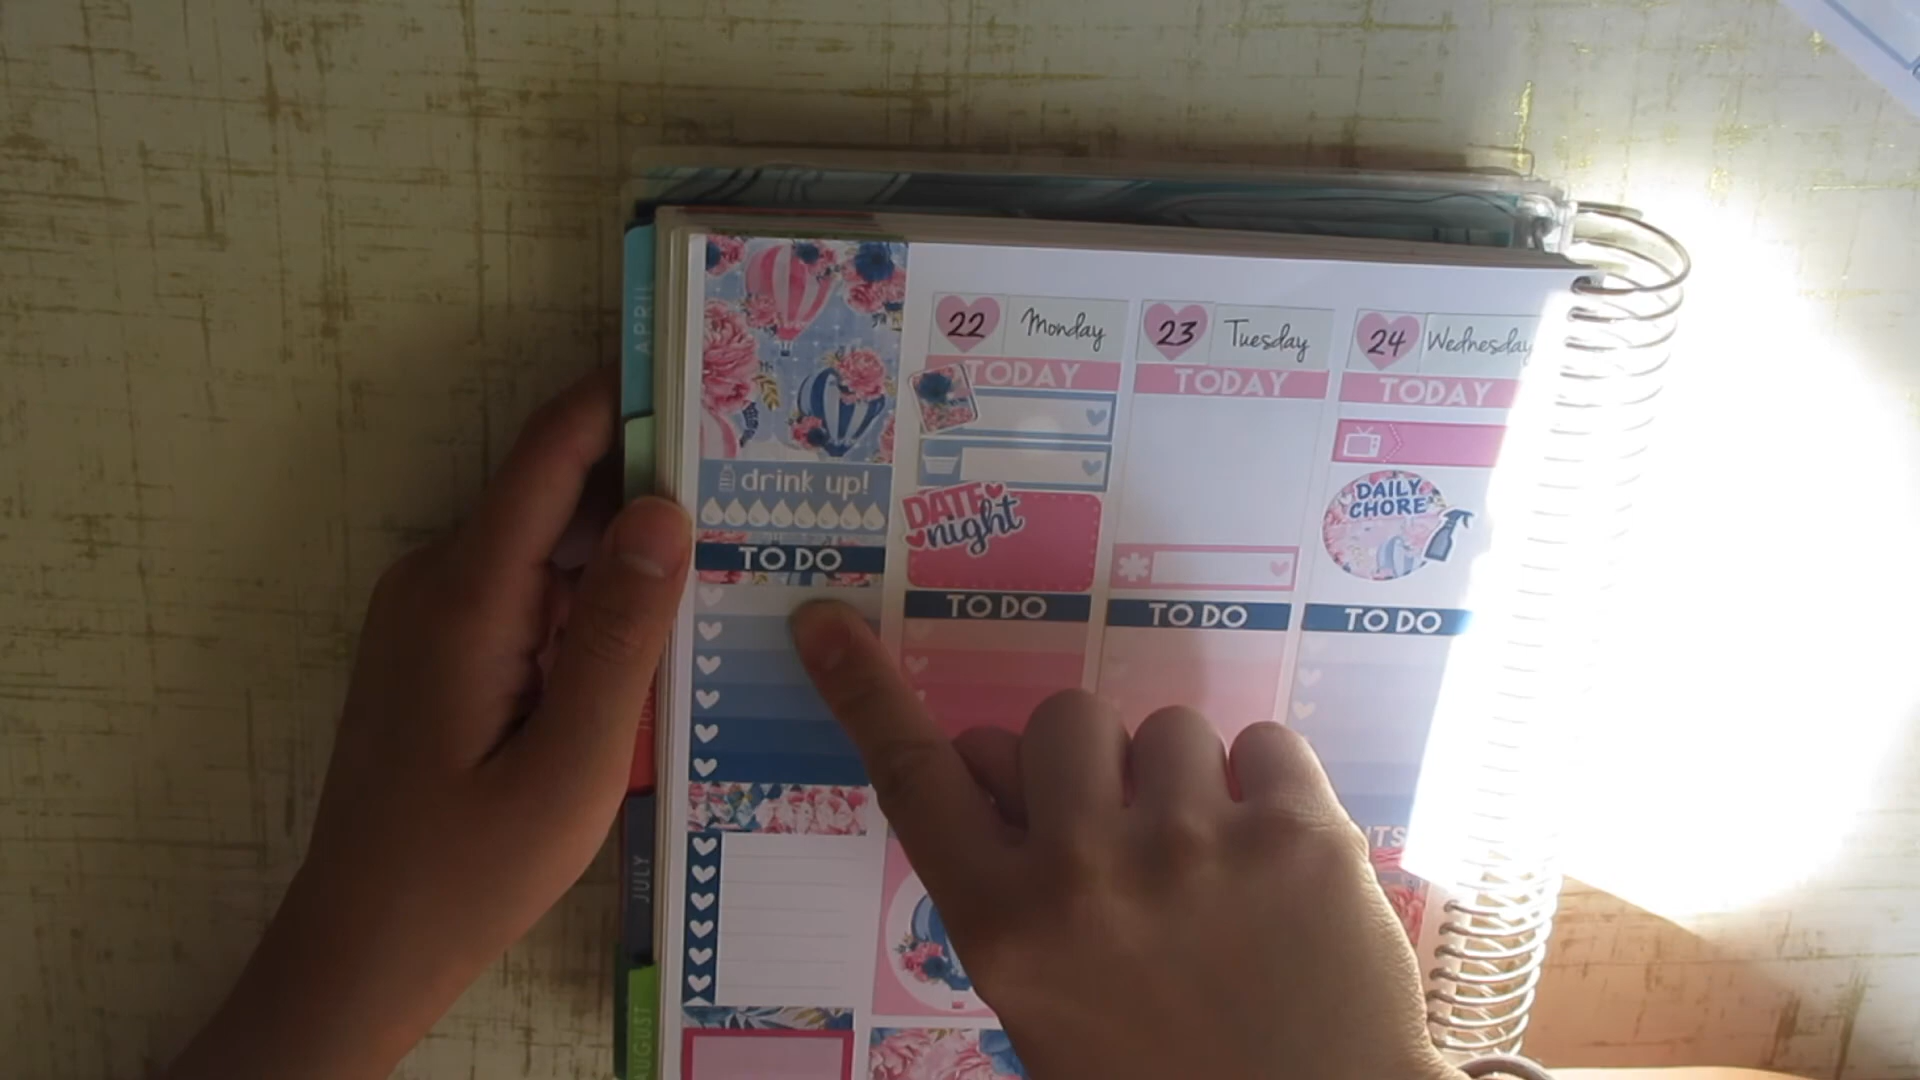 APRIL
22 Monday
23 Tuesday
24 Wednesday
TODAY
TODAY
TODAY
drink up!
DATE
night
DAILY
CHORE
TO DO
TO DO
TO DO
TO DO
JULY
AUGUST